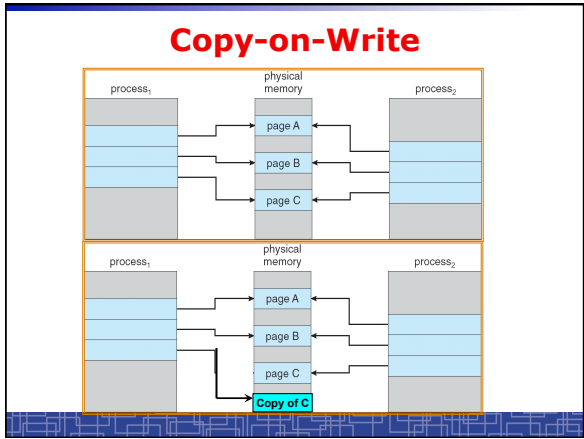 Copy-on-Write
physical
memory
process₁
process₂
page A
page B
page C
physical
memory
process₁
process₂
page A
page B
page C
Copy of C